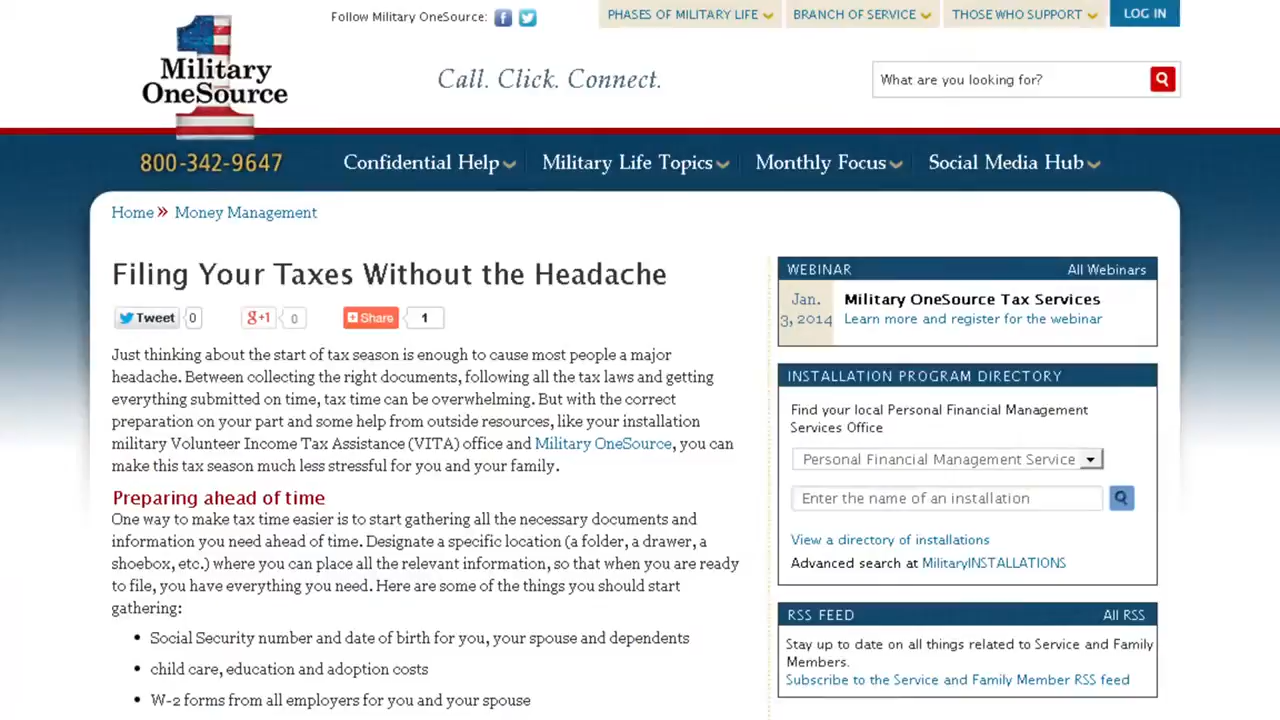 Follow Military OneSource:
PHASES OF MILITARY LIFE
BRANCH OF SERVICE
THOSE WHO SUPPORT
LOG IN
Military
OneSource
Call. Click. Connect.
What are you looking for?
800-342-9647
Confidential Help
Military Life Topics
Monthly Focus
Social Media Hub
Home » Money Management
Filing Your Taxes Without the Headache
Tweet 0
g+1 0
Share 1
Just thinking about the start of tax season is enough to cause most people a major
headache. Between collecting the right documents, following all the tax laws and getting
everything submitted on time, tax time can be overwhelming. But with the correct
preparation on your part and some help from outside resources, like your installation
military Volunteer Income Tax Assistance (VITA) office and Military OneSource, you can
make this tax season much less stressful for you and your family.
Preparing ahead of time
One way to make tax time easier is to start gathering all the necessary documents and
information you need ahead of time. Designate a specific location (a folder, a drawer, a
shoebox, etc.) where you can place all the relevant information, so that when you are ready
to file, you have everything you need. Here are some of the things you should start
gathering:
• Social Security number and date of birth for you, your spouse and dependents
• child care, education and adoption costs
• W-2 forms from all employers for you and your spouse
WEBINAR
All Webinars
Jan.
3, 2014
Military OneSource Tax Services
Learn more and register for the webinar
INSTALLATION PROGRAM DIRECTORY
Find your local Personal Financial Management
Services Office
Personal Financial Management Service
Enter the name of an installation
View a directory of installations
Advanced search at MilitaryINSTALLATIONS
RSS FEED
All RSS
Stay up to date on all things related to Service and Family
Members.
Subscribe to the Service and Family Member RSS feed